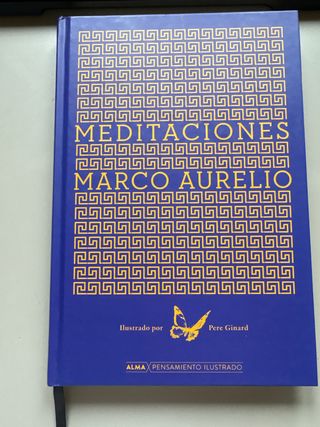 MEDITACIONES
MARCO AURELIO
Ilustrado por Pere Ginard
ALMA PENSAMIENTO ILUSTRADO